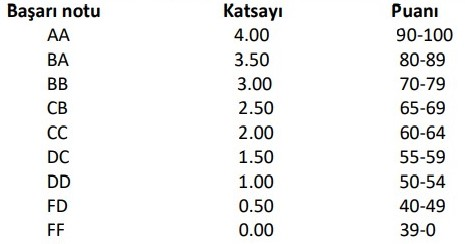 Başarı notu Katsayı Puanı
AA 4.00 90-100
BA 3.50 80-89
BB 3.00 70-79
CB 2.50 65-69
CC 2.00 60-64
DC 1.50 55-59
DD 1.00 50-54
FD 0.50 40-49
FF 0.00 39-0